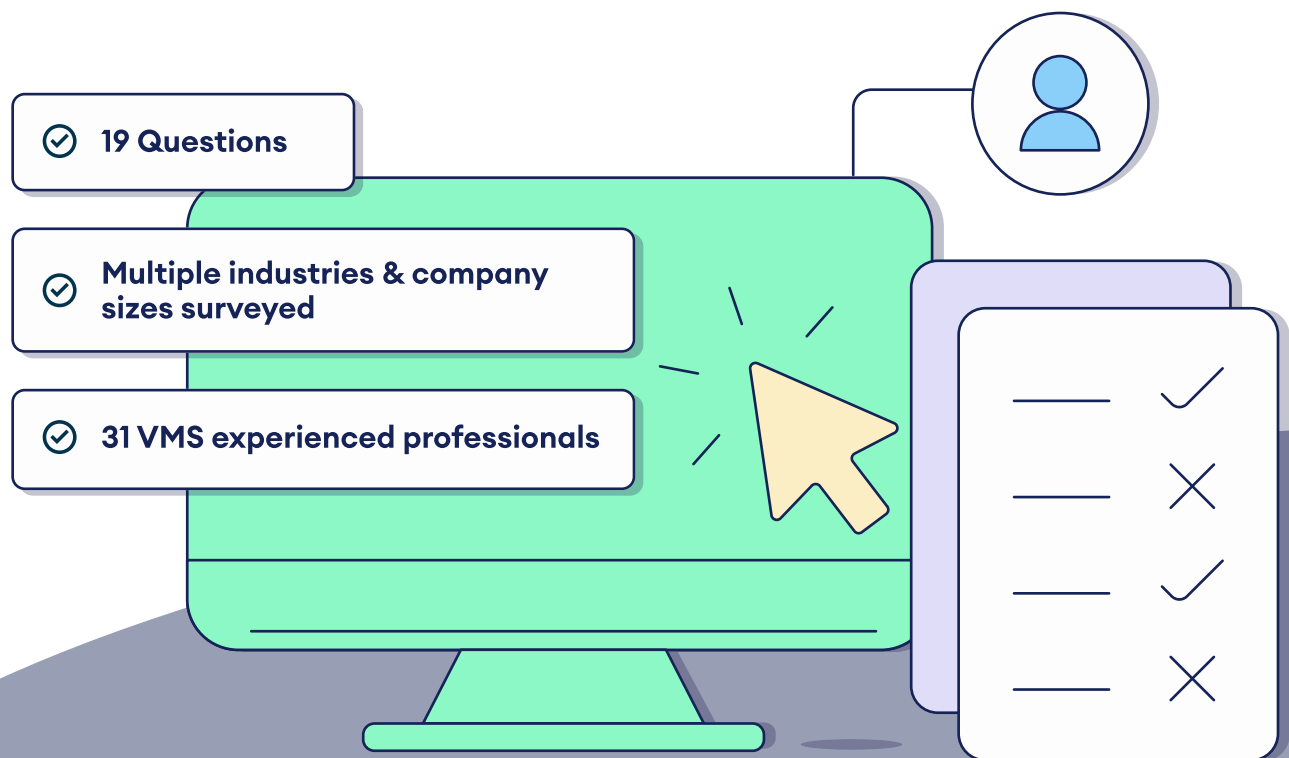 19 Questions
Multiple industries & company
sizes surveyed
31 VMS experienced professionals